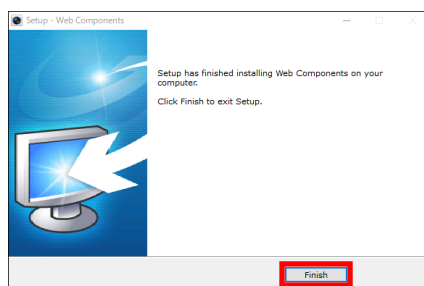 Setup - Web Components
Setup has finished installing Web Components on your
computer.
Click Finish to exit Setup.
Finish